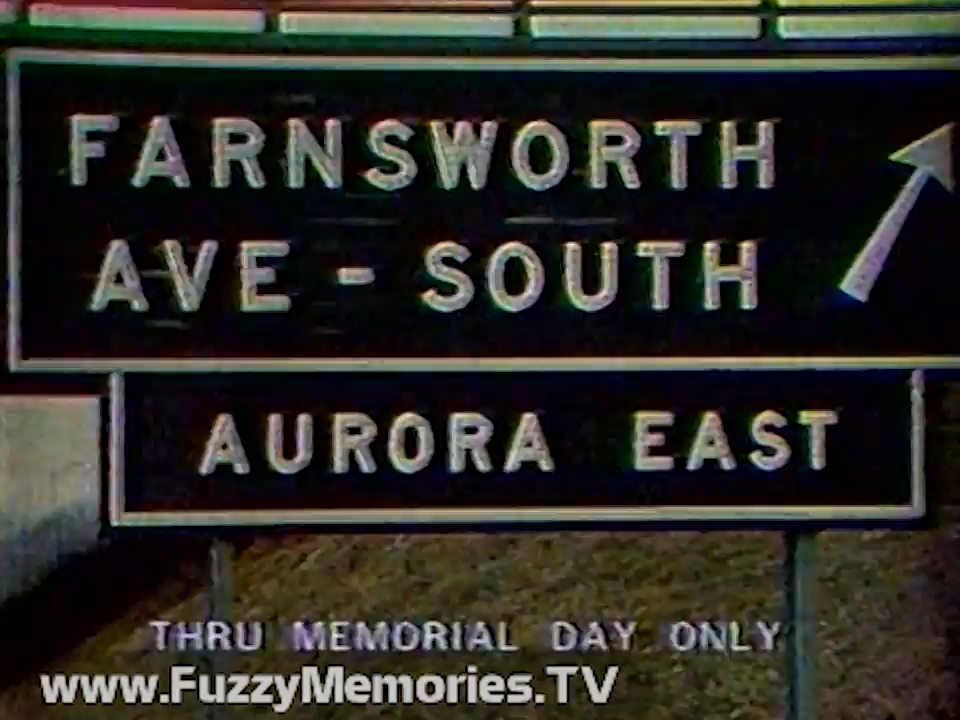 FARNSWORTH
AVE - SOUTH
AURORA EAST
THRU MEMORIAL DAY ONLY
www.FuzzyMemories.TV